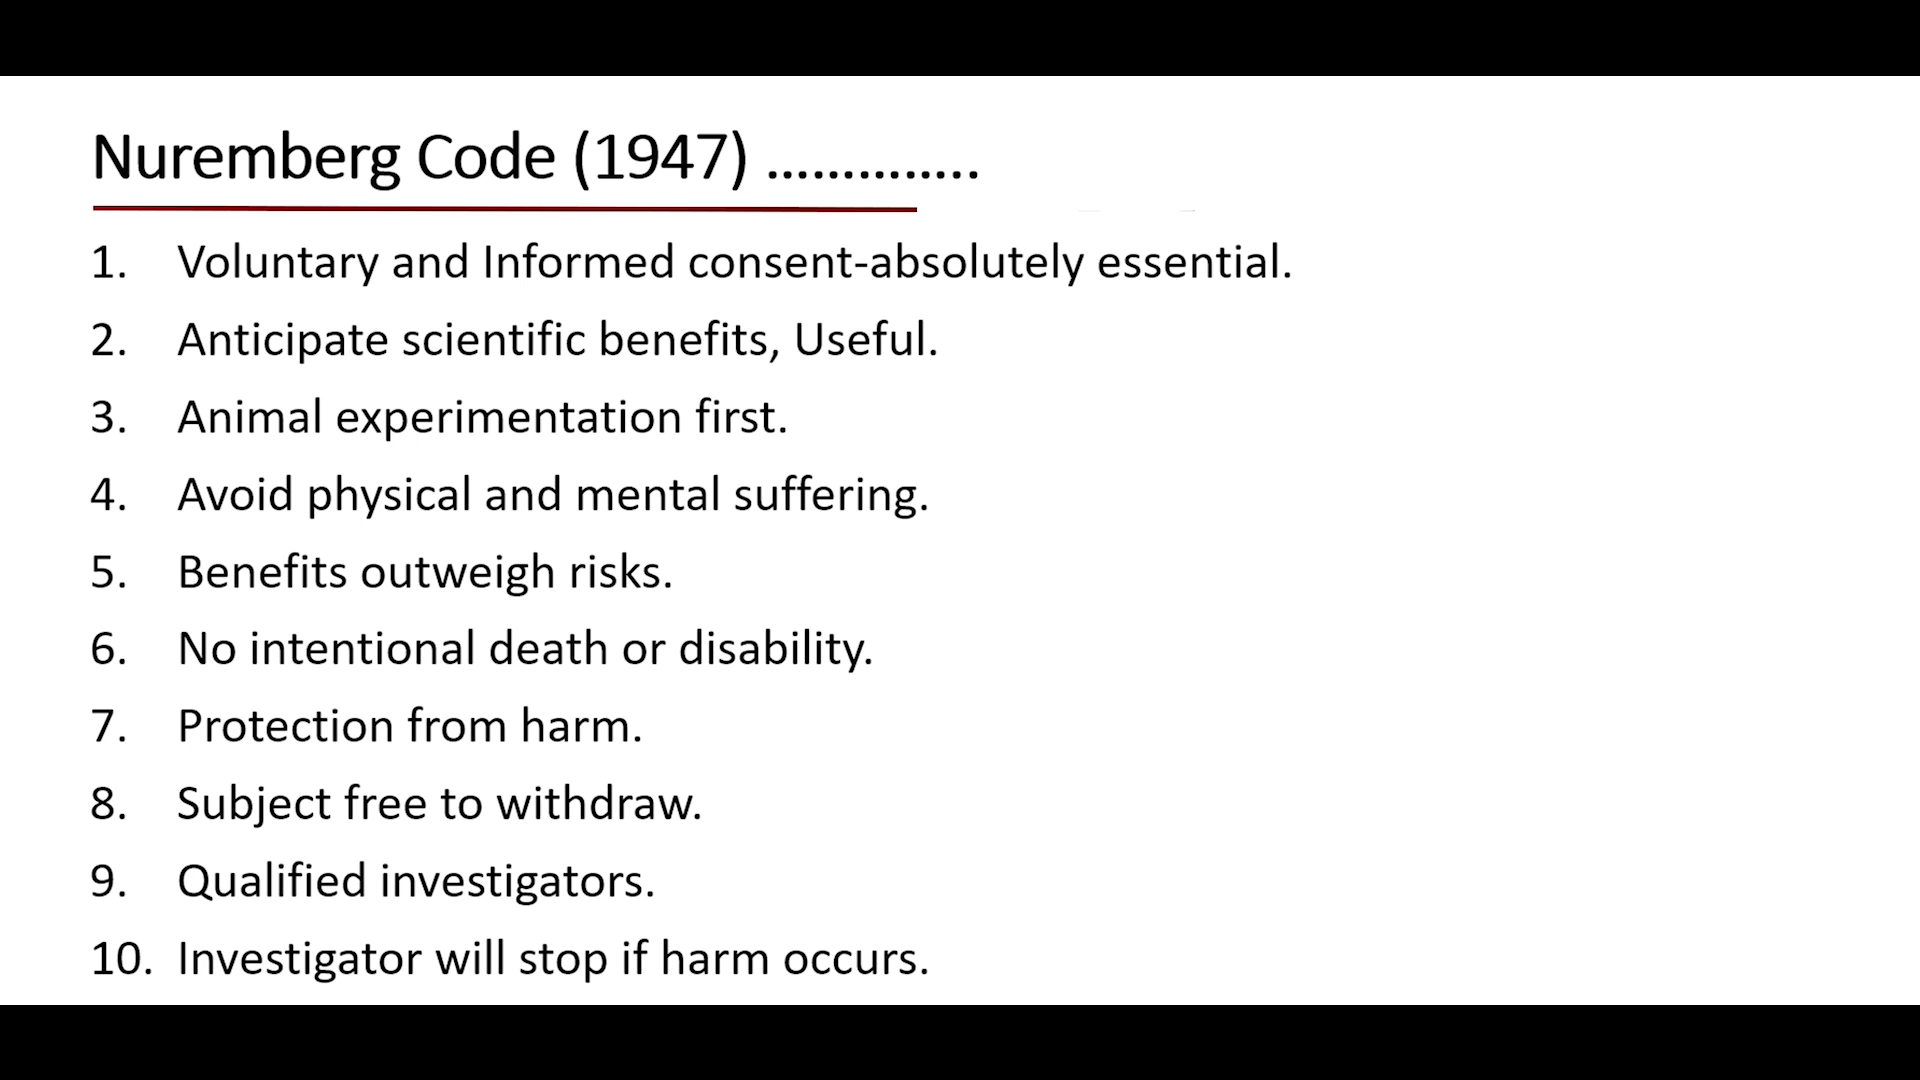 Nuremberg Code (1947) …………..
1. Voluntary and Informed consent-absolutely essential.
2. Anticipate scientific benefits, Useful.
3. Animal experimentation first.
4. Avoid physical and mental suffering.
5. Benefits outweigh risks.
6. No intentional death or disability.
7. Protection from harm.
8. Subject free to withdraw.
9. Qualified investigators.
10. Investigator will stop if harm occurs.